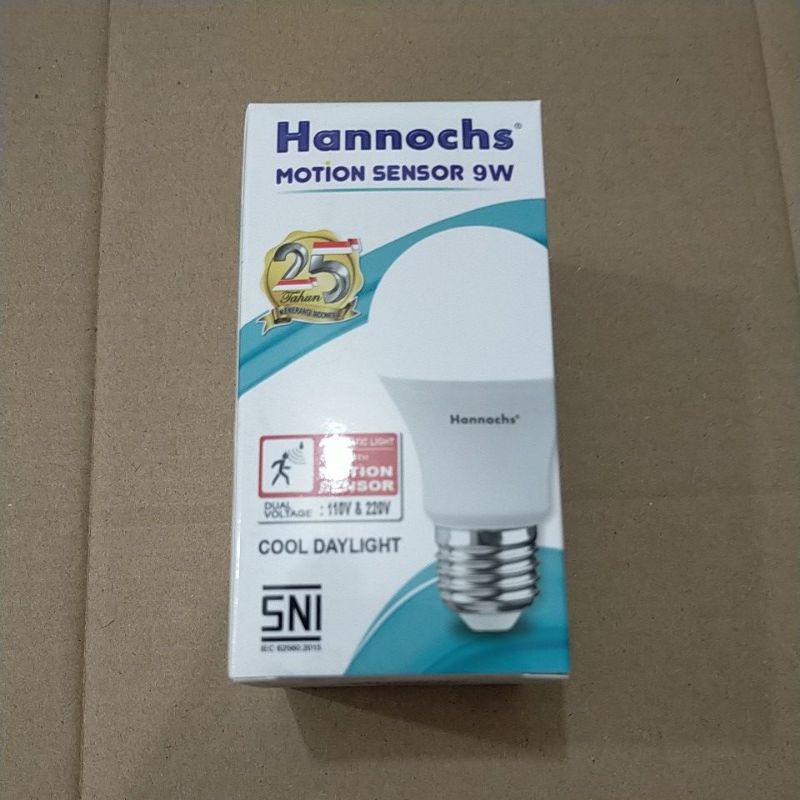 Hannochs®
MOTION SENSOR 9W
25
Tahun
MENERANGI INDONESIA
Hannochs®
LIGHT
MOTION
SENSOR
DUAL
VOLTAGE : 110V & 220V
COOL DAYLIGHT
SNI
IEC 62560:2015